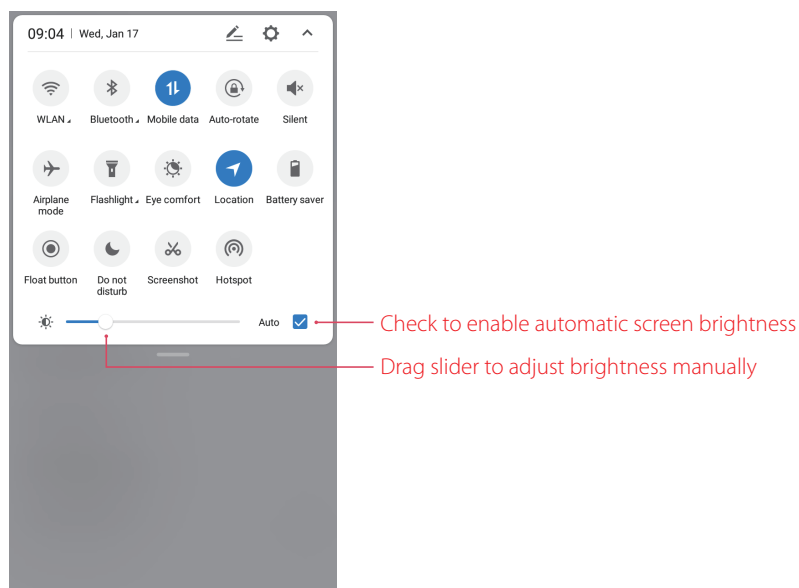 09:04 | Wed, Jan 17
WLAN Bluetooth Mobile data Auto-rotate Silent
Airplane mode Flashlight Eye comfort Location Battery saver
Float button Do not disturb Screenshot Hotspot
Auto
Check to enable automatic screen brightness
Drag slider to adjust brightness manually